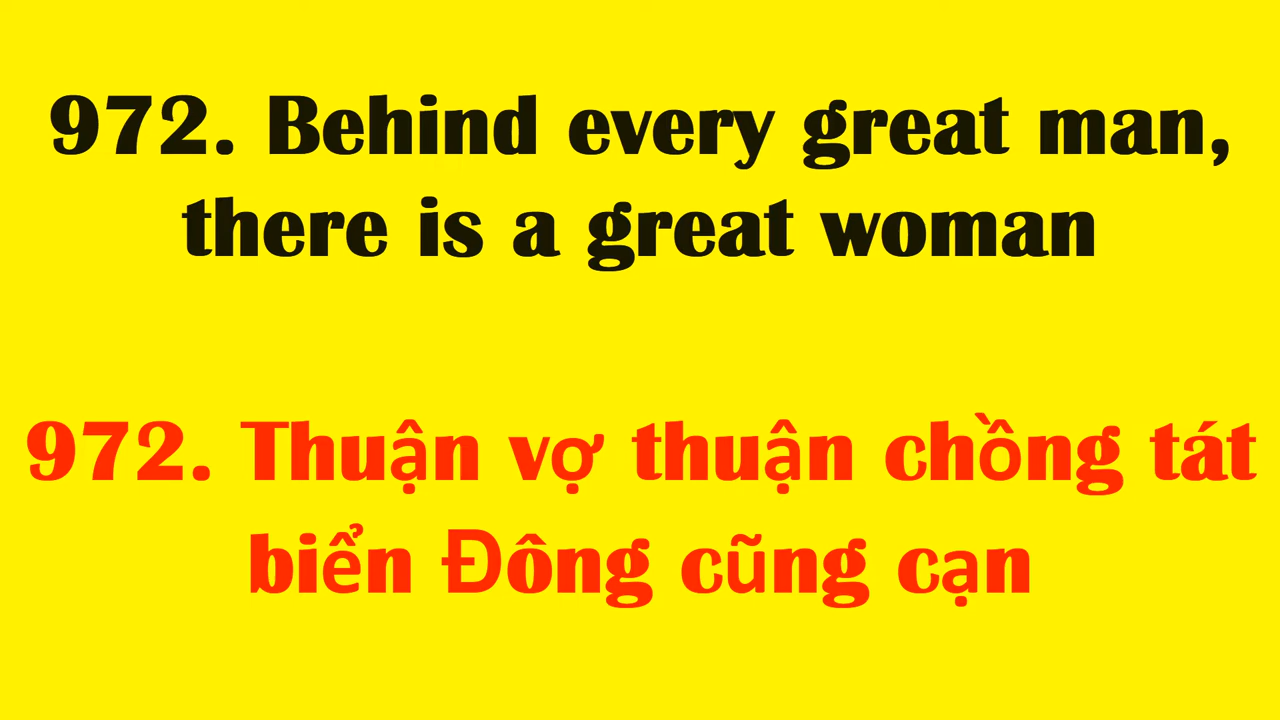 972. Behind every great man,
there is a great woman
972. Thuận vợ thuận chồng tát
biển Đông cũng cạn